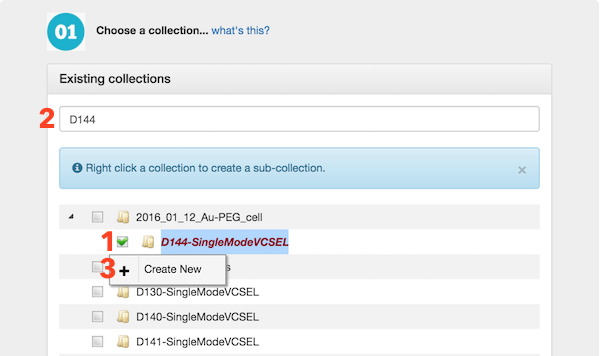 01 Choose a collection... what's this?
Existing collections
2 D144
Right click a collection to create a sub-collection. ×
2016_01_12_Au-PEG_cell
1 D144-SingleModeVCSEL
3 + Create New
D130-SingleModeVCSEL
D140-SingleModeVCSEL
D141-SingleModeVCSEL